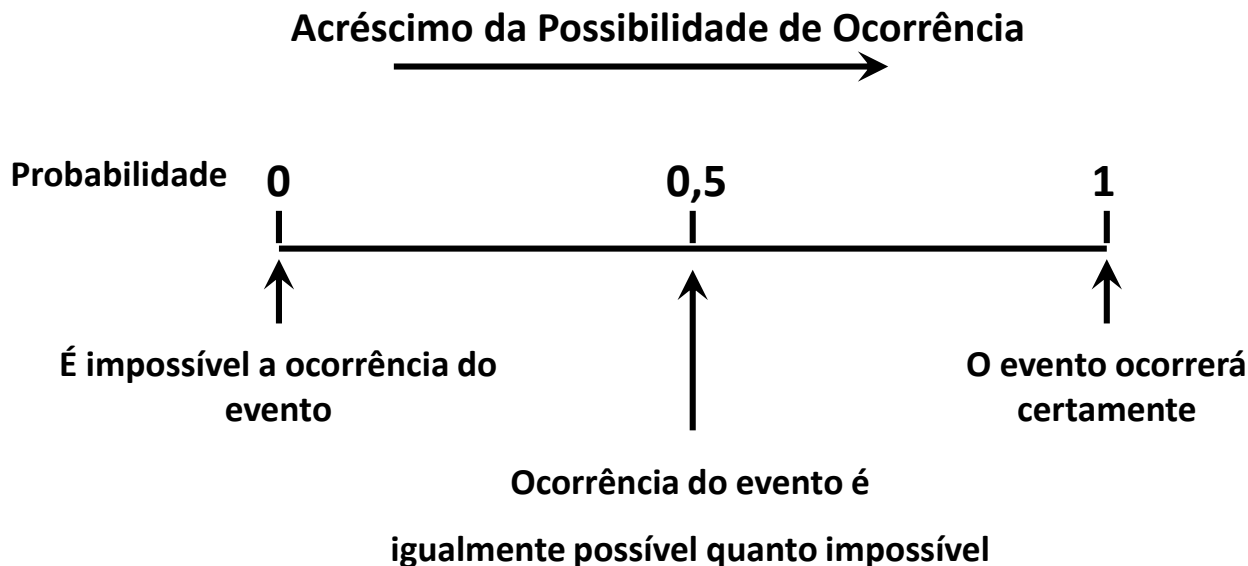 Acréscimo da Possibilidade de Ocorrência
Probabilidade 0 0,5 1
É impossível a ocorrência do
evento
O evento ocorrerá
certamente
Ocorrência do evento é
igualmente possível quanto impossível